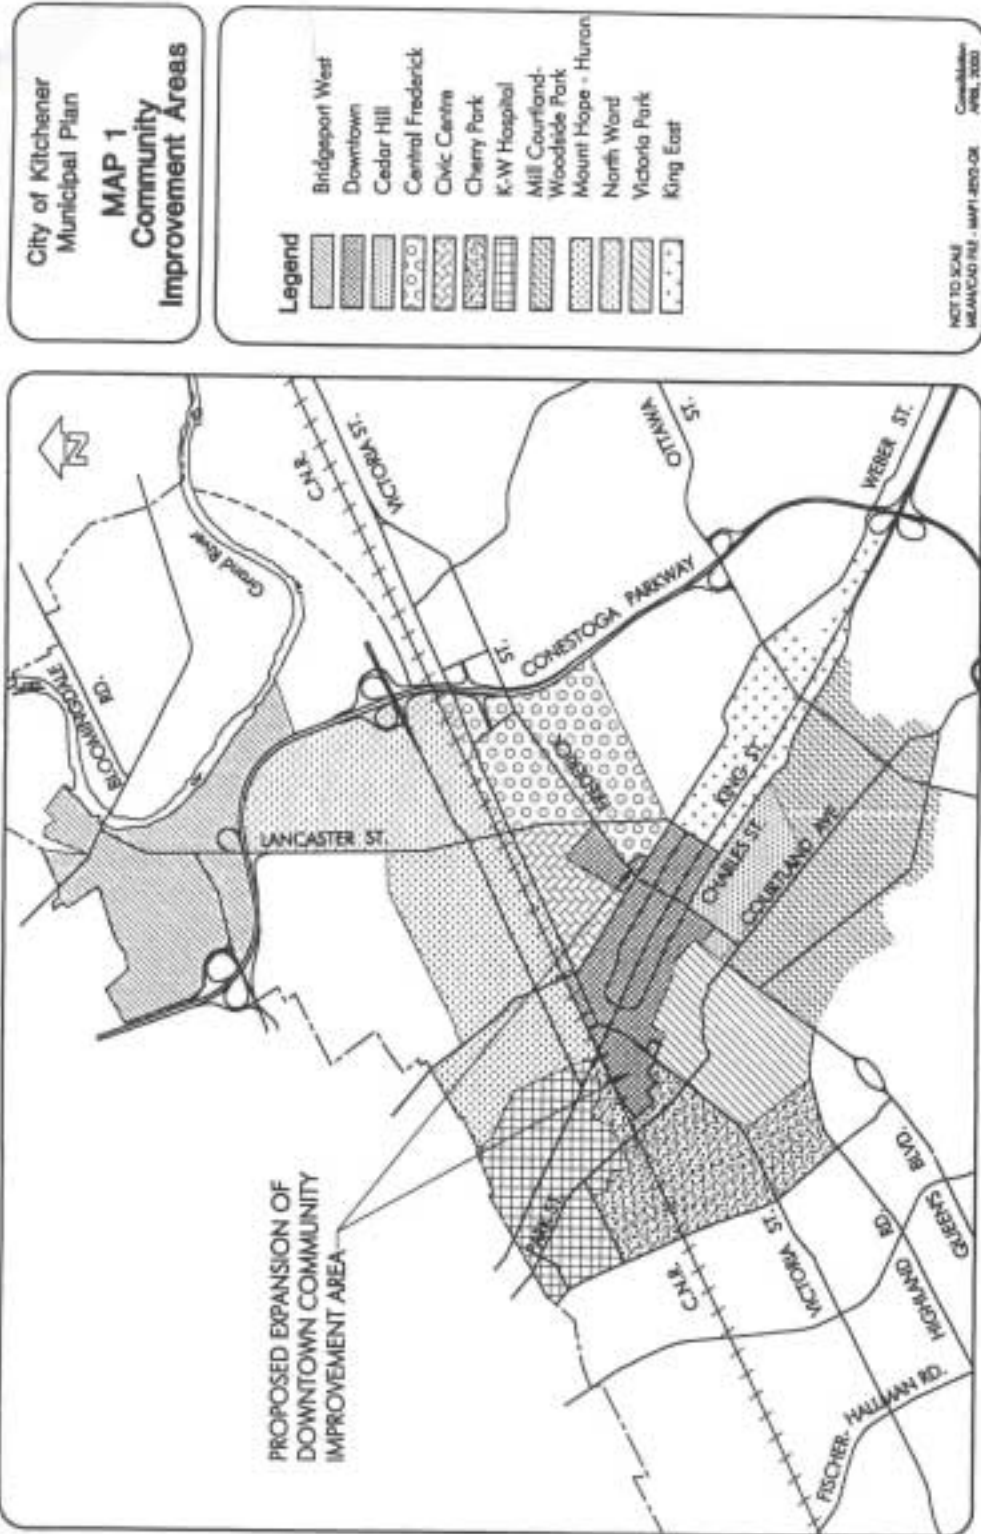 City of Kitchener
Municipal Plan
MAP 1
Community
Improvement Areas
Legend
Bridgeport West
Downtown
Cedar Hill
Central Frederick
Civic Centre
Cherry Park
K-W Hospital
Mill Courtland-
Woodside Park
Mount Hope - Huron
North Ward
Victoria Park
King East
NOT TO SCALE
Consolidation
APRIL, 2000
N
PROPOSED EXPANSION OF
DOWNTOWN COMMUNITY
IMPROVEMENT AREA
BLOOMINGDALE
RD.
Grand River
C.N.R.
VICTORIA ST.
LANCASTER ST.
CONESTOGA PARKWAY
OTTAWA
ST.
WEBER ST.
FREDERICK
ST.
KING ST.
CHARLES ST
COURTLAND AVE
PARK ST.
C.N.R.
VICTORIA ST.
HIGHLAND
RD.
QUEEN'S
BLVD.
FISCHER-
HALLMAN RD.